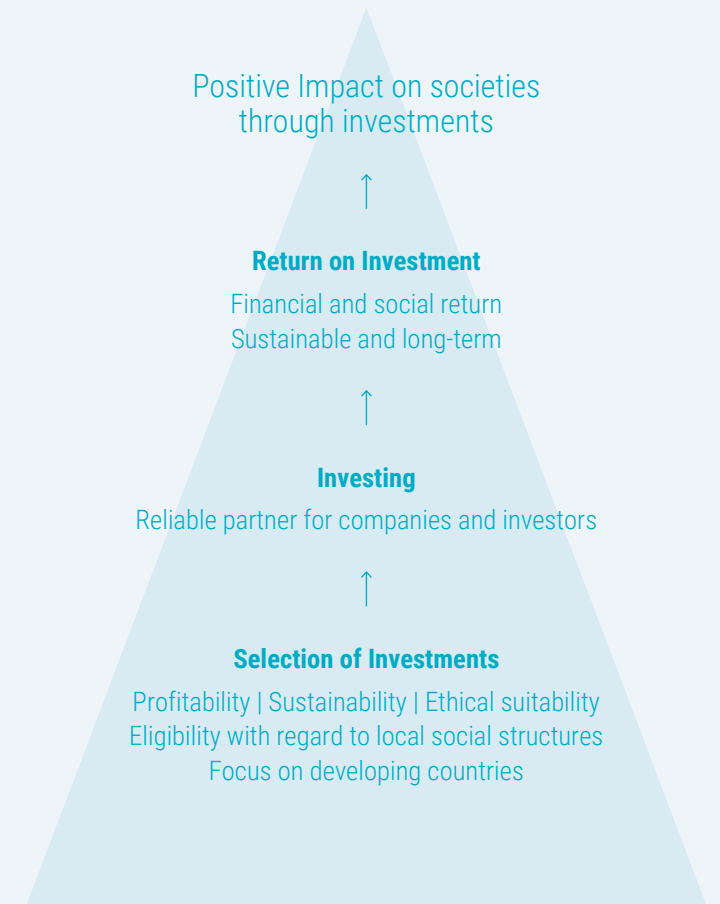 Positive Impact on societies
through investments
↑
Return on Investment
Financial and social return
Sustainable and long-term
↑
Investing
Reliable partner for companies and investors
↑
Selection of Investments
Profitability | Sustainability | Ethical suitability
Eligibility with regard to local social structures
Focus on developing countries